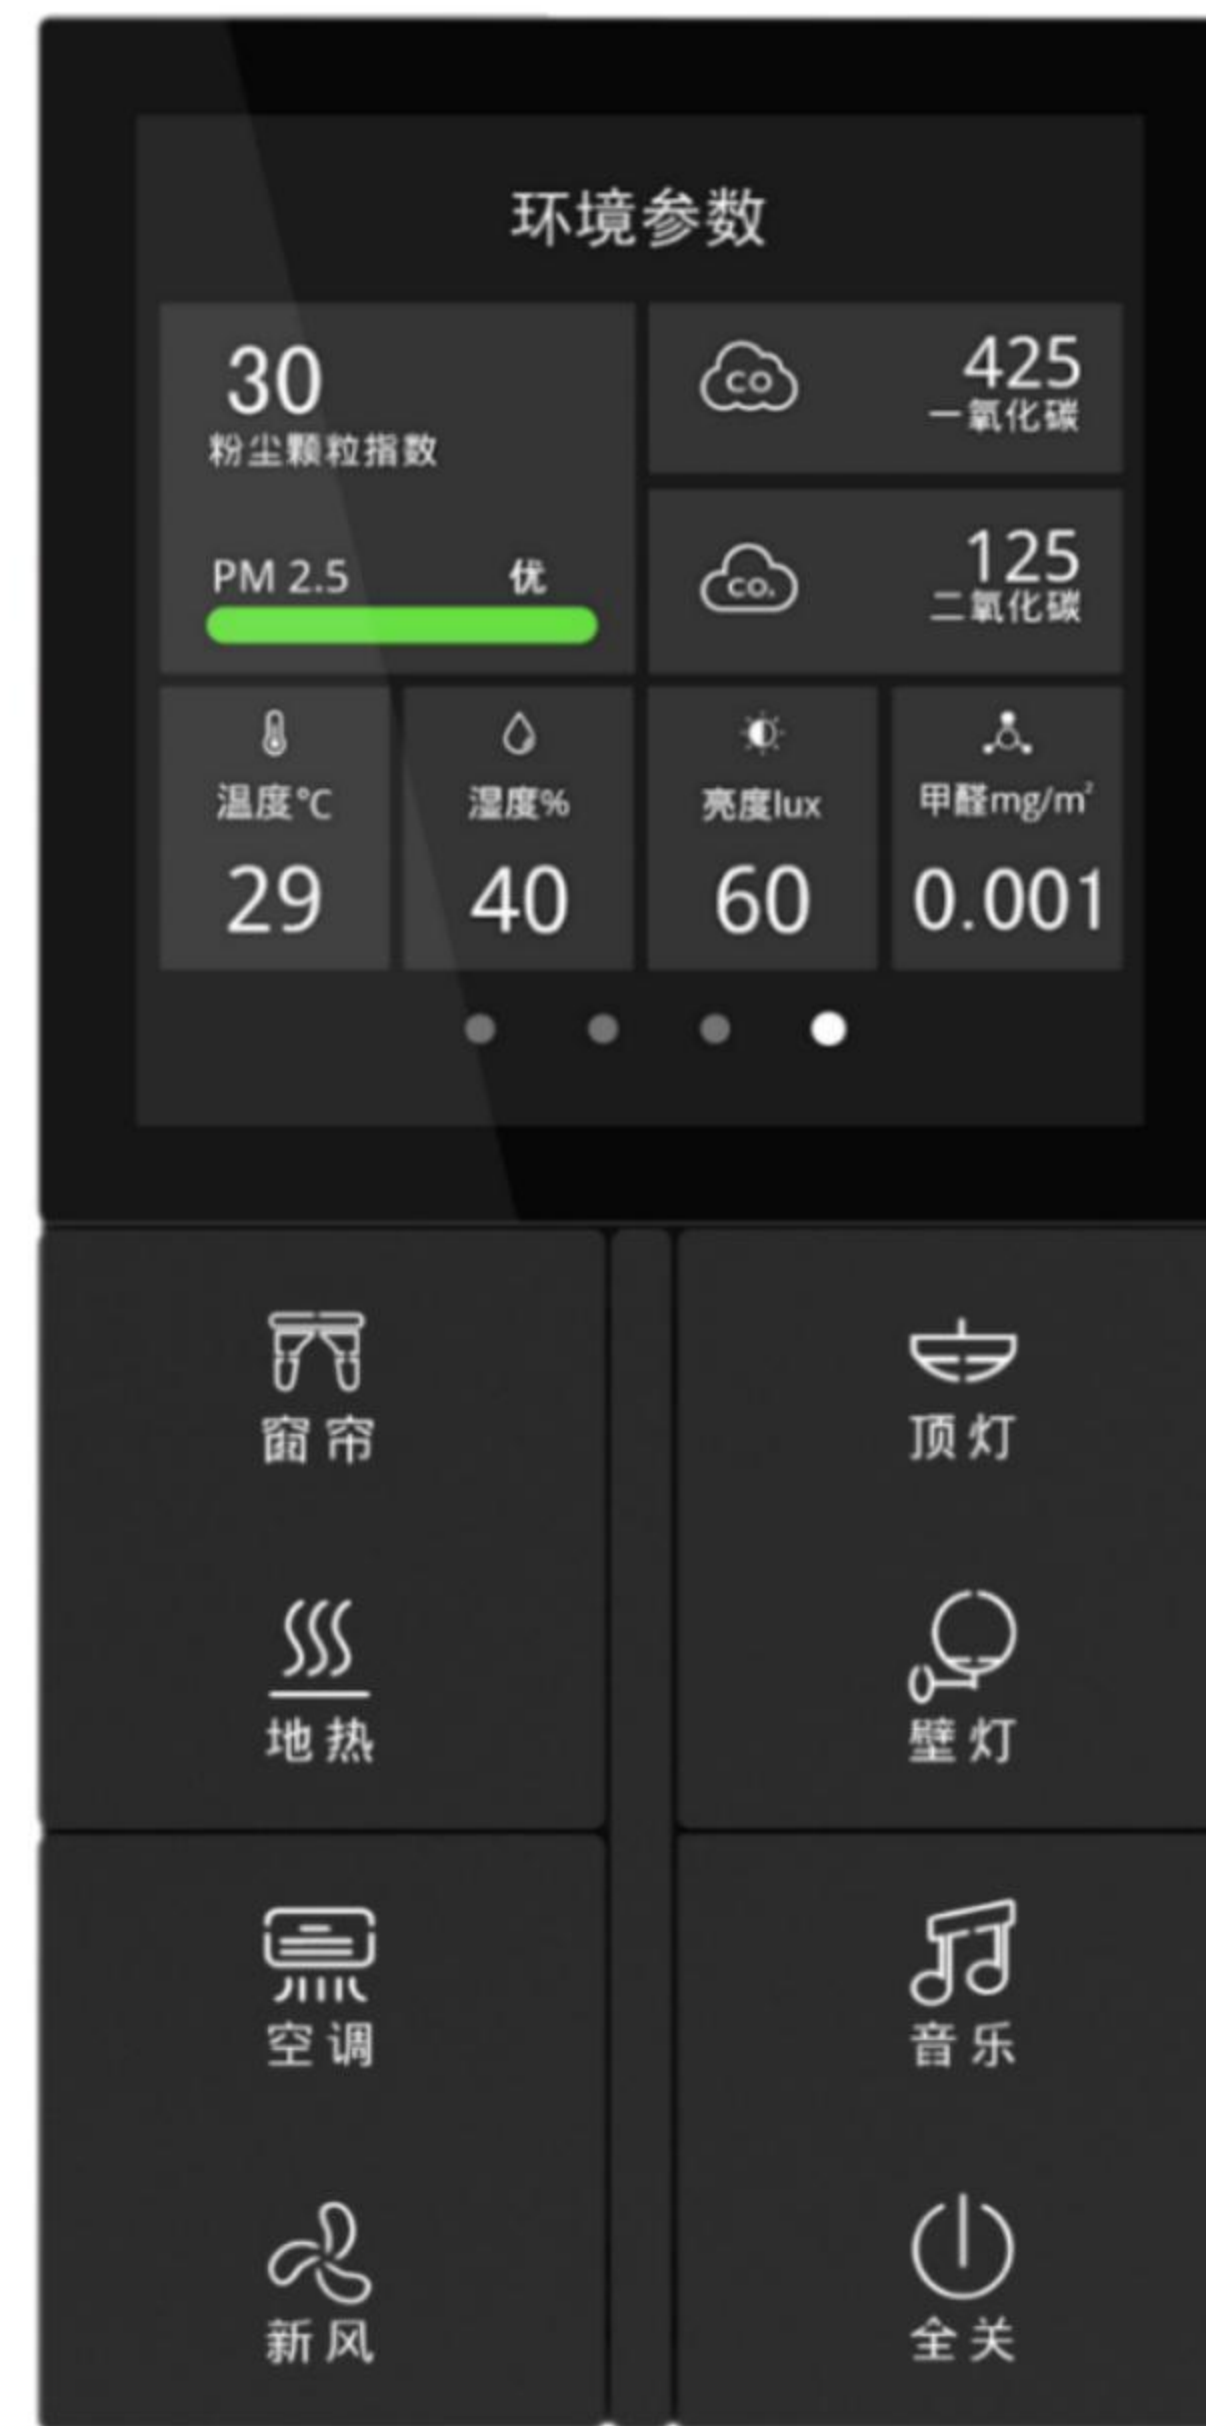 环境参数
30
粉尘颗粒指数
PM 2.5 优
CO 425
一氧化碳
CO₂ 125
二氧化碳
温度℃ 湿度% 亮度lux 甲醛mg/m²
29 40 60 0.001
窗帘 顶灯
地热 壁灯
空调 音乐
新风 全关